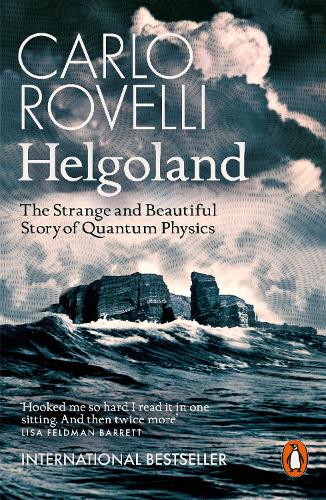 CARLO
ROVELLI
Helgoland
The Strange and Beautiful
Story of Quantum Physics
'Hooked me so hard I read it in one
sitting. And then twice more'
LISA FELDMAN BARRETT
INTERNATIONAL BESTSELLER